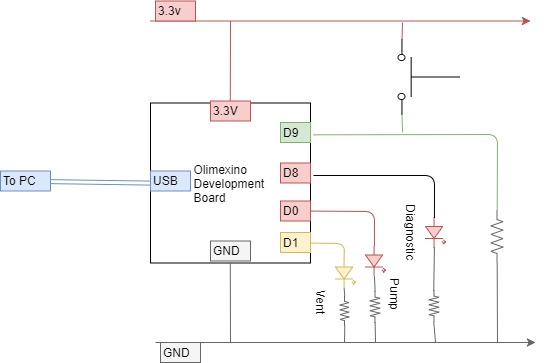 3.3v
3.3V
D9
To PC
USB
Olimexino
Development
Board
D8
D0
D1
GND
Diagnostic
Pump
Vent
GND